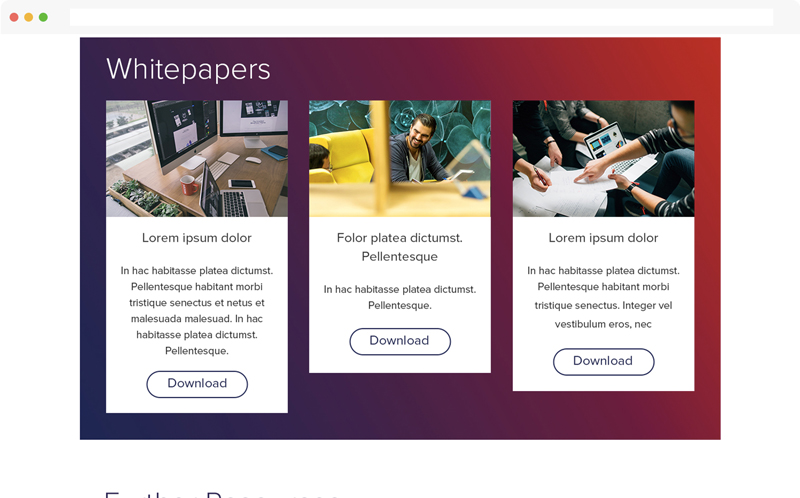 Whitepapers
Lorem ipsum dolor
In hac habitasse platea dictumst.
Pellentesque habitant morbi
tristique senectus et netus et
malesuada malesuad. In hac
habitasse platea dictumst.
Pellentesque.
Download
Folor platea dictumst.
Pellentesque
In hac habitasse platea dictumst.
Pellentesque.
Download
Lorem ipsum dolor
In hac habitasse platea dictumst.
Pellentesque habitant morbi
tristique senectus. Integer vel
vestibulum eros, nec
Download
Further Resources